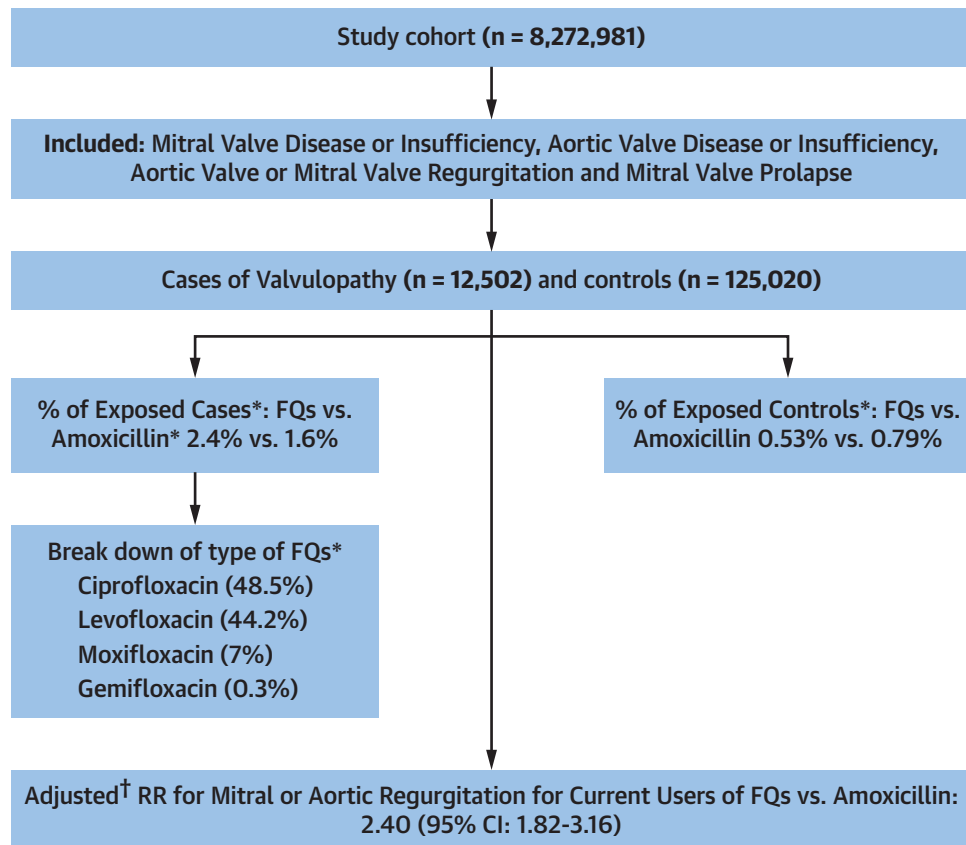 Study cohort (n = 8,272,981)
Included: Mitral Valve Disease or Insufficiency, Aortic Valve Disease or Insufficiency,
Aortic Valve or Mitral Valve Regurgitation and Mitral Valve Prolapse
Cases of Valvulopathy (n = 12,502) and controls (n = 125,020)
% of Exposed Cases*: FQs vs.
Amoxicillin* 2.4% vs. 1.6%
% of Exposed Controls*: FQs vs.
Amoxicillin 0.53% vs. 0.79%
Break down of type of FQs*
Ciprofloxacin (48.5%)
Levofloxacin (44.2%)
Moxifloxacin (7%)
Gemifloxacin (0.3%)
Adjusted† RR for Mitral or Aortic Regurgitation for Current Users of FQs vs. Amoxicillin:
2.40 (95% CI: 1.82-3.16)